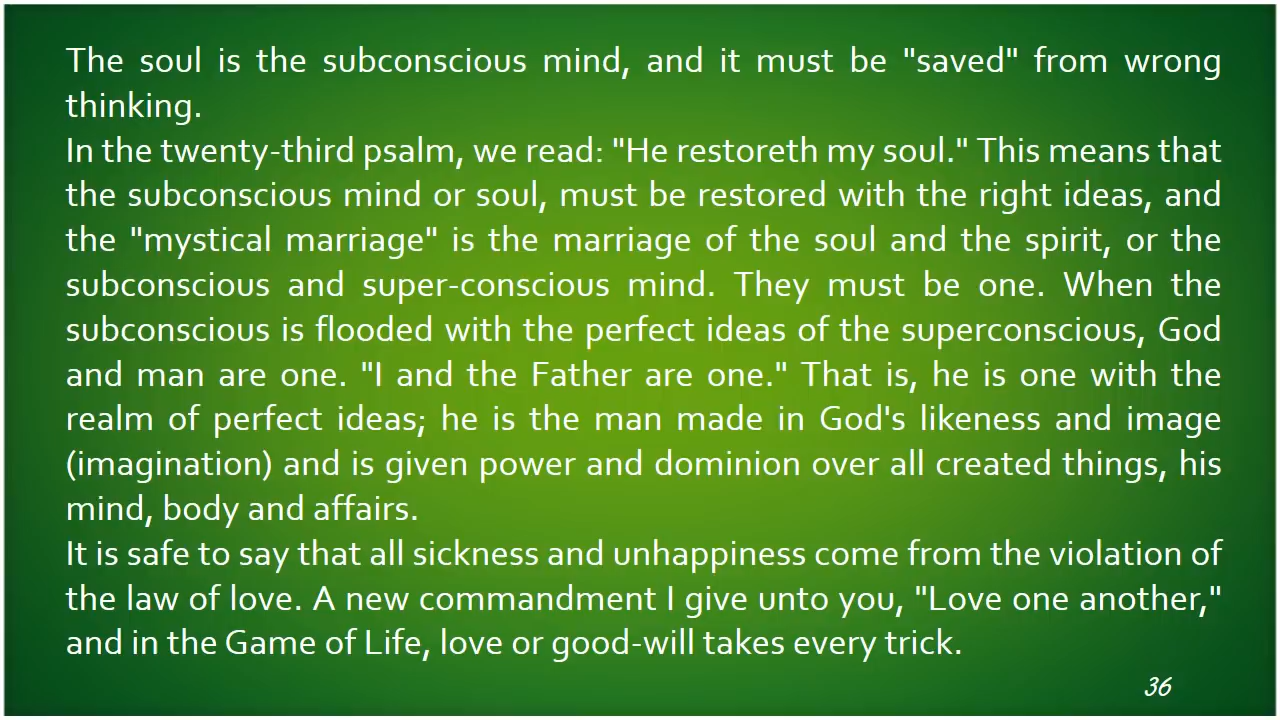 The soul is the subconscious mind, and it must be "saved" from wrong
thinking.
In the twenty-third psalm, we read: "He restoreth my soul." This means that
the subconscious mind or soul, must be restored with the right ideas, and
the "mystical marriage" is the marriage of the soul and the spirit, or the
subconscious and super-conscious mind. They must be one. When the
subconscious is flooded with the perfect ideas of the superconscious, God
and man are one. "I and the Father are one." That is, he is one with the
realm of perfect ideas; he is the man made in God's likeness and image
(imagination) and is given power and dominion over all created things, his
mind, body and affairs.
It is safe to say that all sickness and unhappiness come from the violation of
the law of love. A new commandment I give unto you, "Love one another,"
and in the Game of Life, love or good-will takes every trick.
36